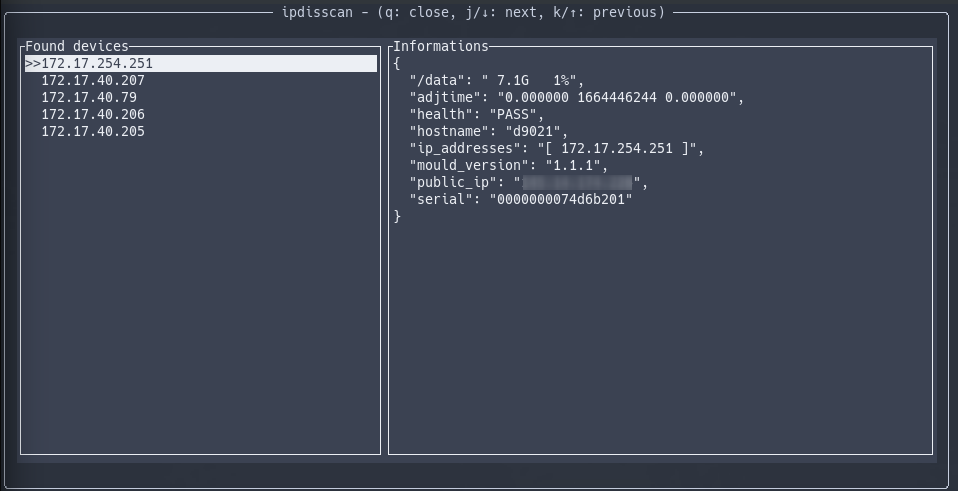 ipdisscan - (q: close, j/↓: next, k/↑: previous)
Found devices
>>172.17.254.251
172.17.40.207
172.17.40.79
172.17.40.206
172.17.40.205
Informations
{
"/data": " 7.1G   1%",
"adjtime": "0.000000 1664446244 0.000000",
"health": "PASS",
"hostname": "d9021",
"ip_addresses": "[ 172.17.254.251 ]",
"mould_version": "1.1.1",
"public_ip": "",
"serial": "0000000074d6b201"
}